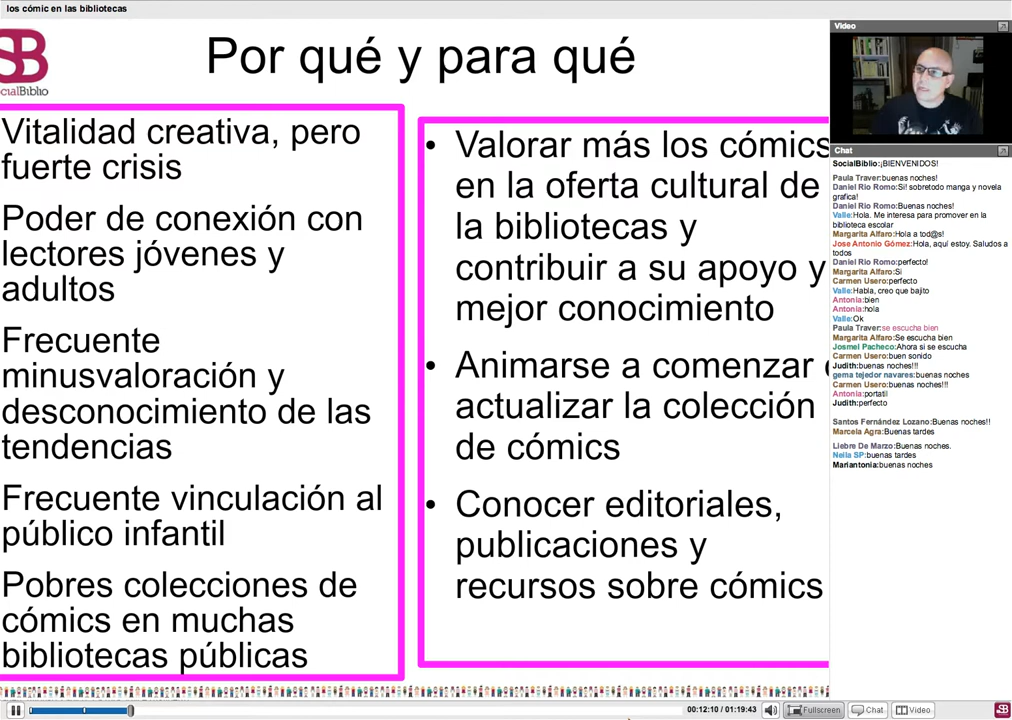 los cómic en las bibliotecas
SB
cialBiblio
Por qué y para qué
Vitalidad creativa, pero
fuerte crisis
Poder de conexión con
lectores jóvenes y
adultos
Frecuente
minusvaloración y
desconocimiento de las
tendencias
Frecuente vinculación al
público infantil
Pobres colecciones de
cómics en muchas
bibliotecas públicas
• Valorar más los cómics
en la oferta cultural de
la bibliotecas y
contribuir a su apoyo y
mejor conocimiento
• Animarse a comenzar
actualizar la colección
de cómics
• Conocer editoriales,
publicaciones y
recursos sobre cómics
Video
Chat
SocialBiblio:¡BIENVENIDOS!
Paula Traver:buenas noches!
Daniel Rio Romo:Si! sobretodo manga y novela
grafica!
Daniel Rio Romo:Buenas noches!
Valle:Hola. Me interesa para promover en la
biblioteca escolar
Margarita Alfaro:Hola a tod@s!
Jose Antonio Gómez:Hola, aquí estoy. Saludos a
todos
Daniel Rio Romo:perfecto!
Margarita Alfaro:Si
Carmen Usero:perfecto
Valle:Habla, creo que bajito
Antonia:bien
Antonia:hola
Valle:Ok
Paula Traver:se escucha bien
Margarita Alfaro:Se escucha bien
Josmel Pacheco:Ahora si se escucha
Carmen Usero:buen sonido
Judith:buenas noches!!!
gema tejedor navares:buenas noches
Carmen Usero:buenas noches!!!
Antonia:portatil
Judith:perfecto
Santos Fernández Lozano:Buenas noches!!
Marcela Agra:Buenas tardes
Llebre De Marzo:Buenas noches.
Neila SP:buenas tardes
Mariantonia:buenas noches
00:12:10 / 01:19:43
Fullscreen
Chat
Video
SB